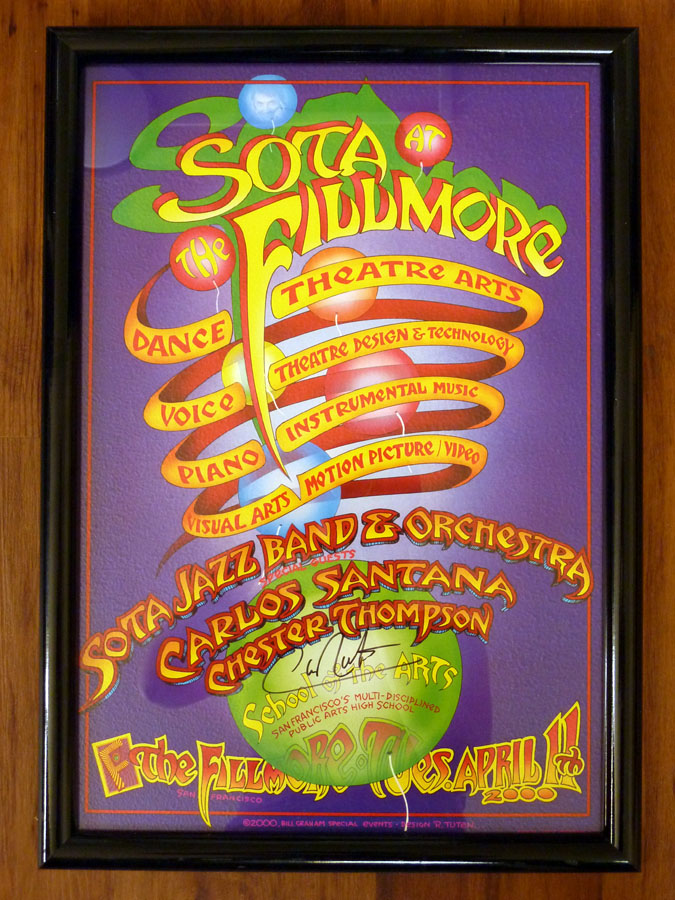 SOTA AT
THE FILLMORE
THEATRE ARTS
DANCE
THEATRE DESIGN & TECHNOLOGY
VOICE
INSTRUMENTAL MUSIC
PIANO
MOTION PICTURE / VIDEO
VISUAL ARTS
SOTA JAZZ BAND & ORCHESTRA
SPECIAL GUESTS
CARLOS SANTANA
CHESTER THOMPSON
School of the ARTS
SAN FRANCISCO'S MULTI-DISCIPLINED
PUBLIC ARTS HIGH SCHOOL
The FILLMORE • TUES. APRIL 11th
SAN FRANCISCO
2000
©2000, BILL GRAHAM SPECIAL EVENTS - DESIGN R. TUTEN